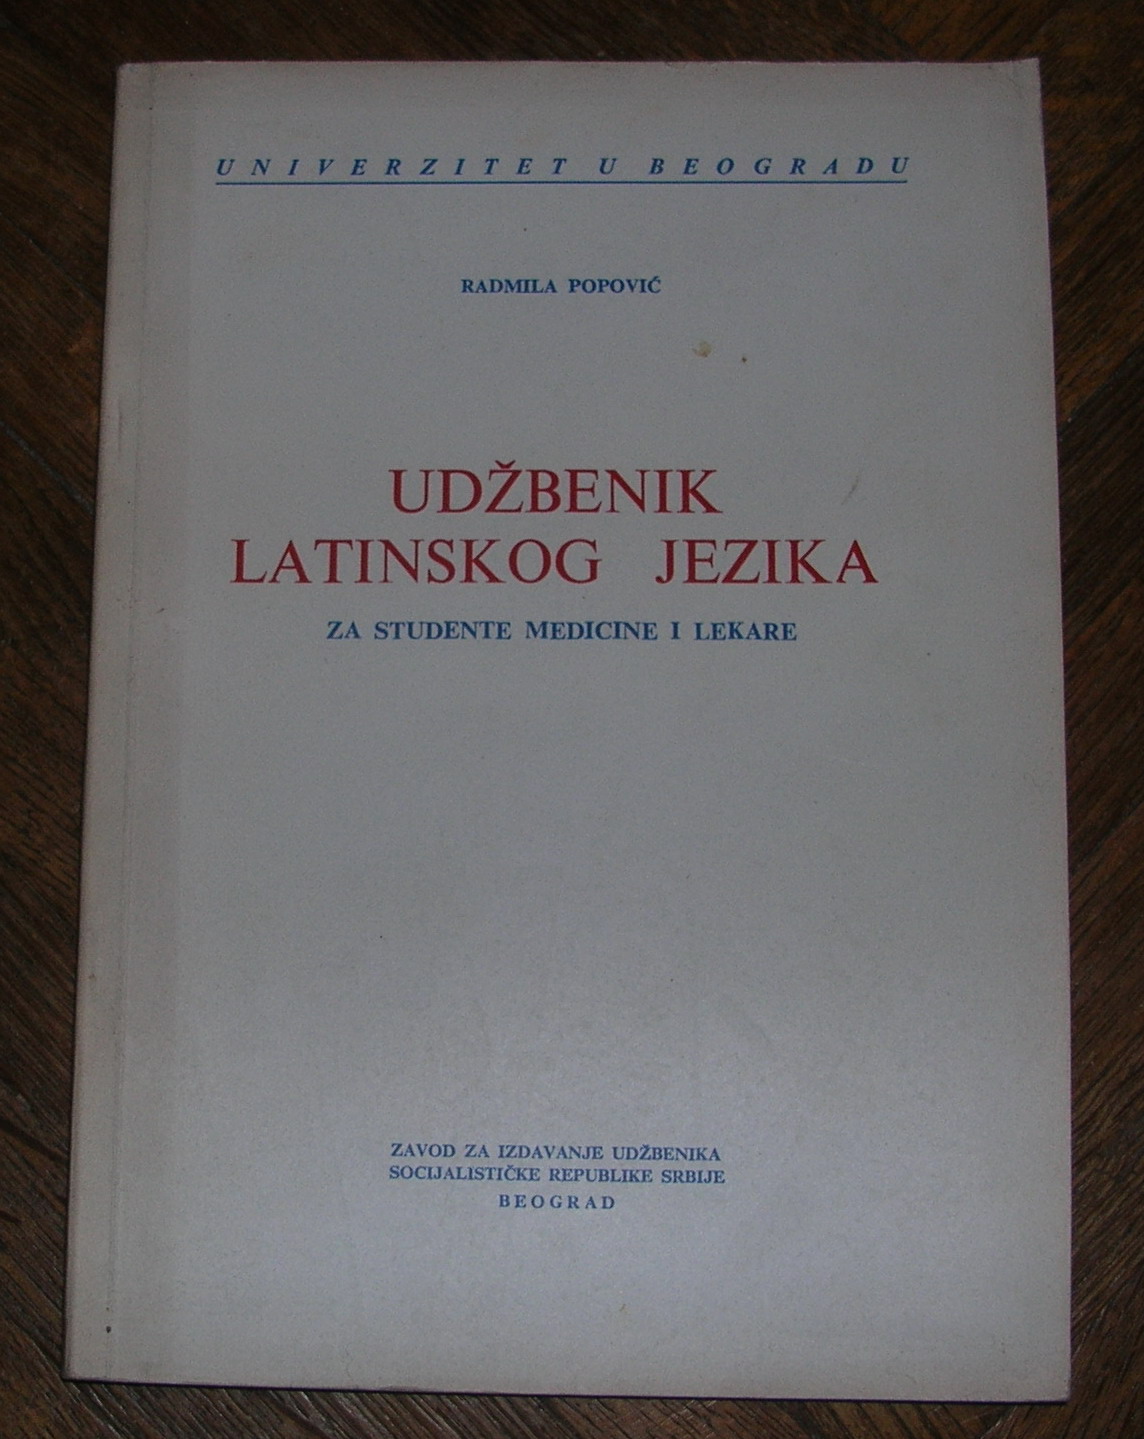 UNIVERZITET U BEOGRADU
RADMILA POPOVIĆ
UDŽBENIK
LATINSKOG JEZIKA
ZA STUDENTE MEDICINE I LEKARE
ZAVOD ZA IZDAVANJE UDŽBENIKA
SOCIJALISTIČKE REPUBLIKE SRBIJE
BEOGRAD